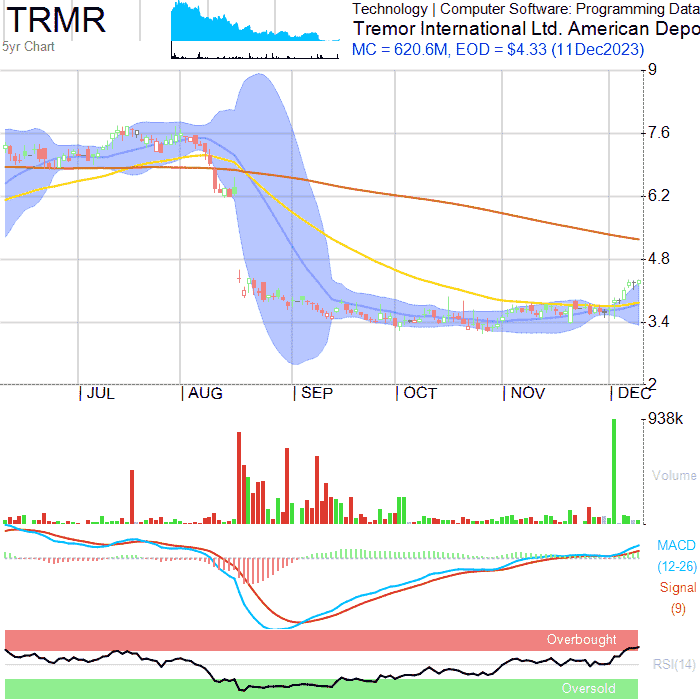 TRMR
5yr Chart
Technology | Computer Software: Programming Data
Tremor International Ltd. American Depo
MC = 620.6M, EOD = $4.33 (11Dec2023)
9
7.6
6.2
4.8
3.4
2
| JUL | AUG | SEP | OCT | NOV | DEC
938k
Volume
MACD
(12-26)
Signal
(9)
Overbought
RSI(14)
Oversold